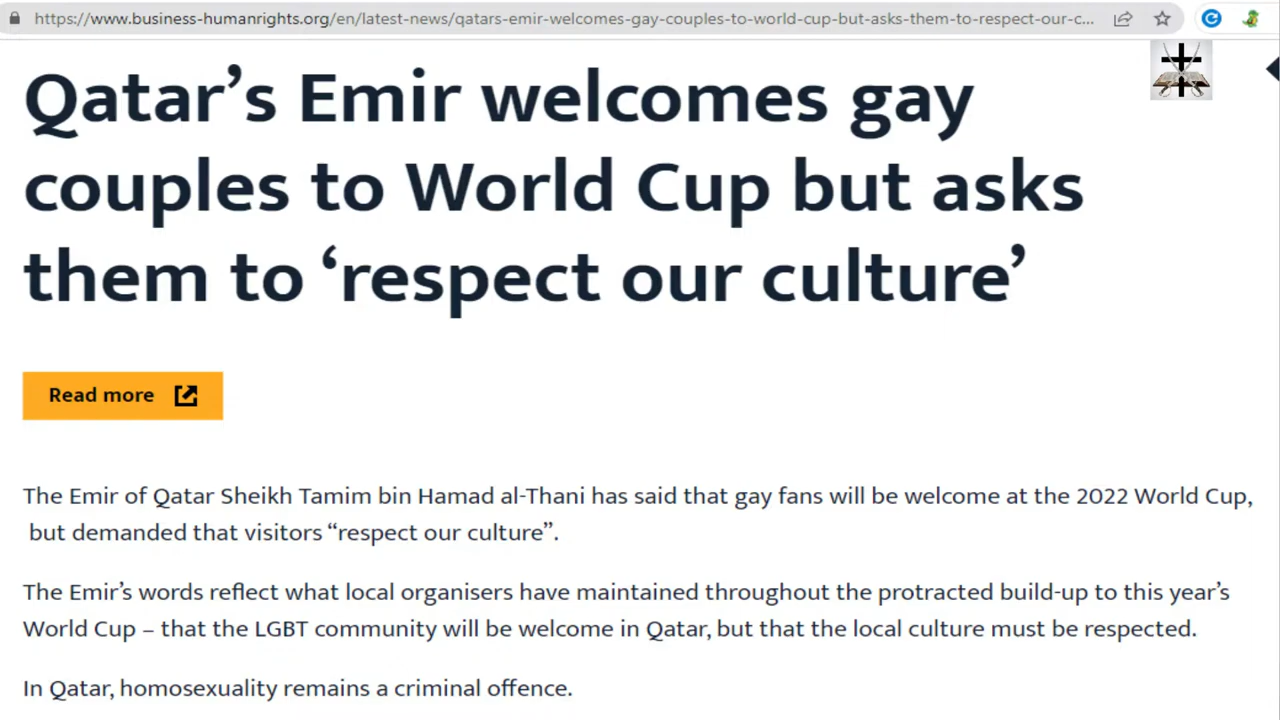 https://www.business-humanrights.org/en/latest-news/qatars-emir-welcomes-gay-couples-to-world-cup-but-asks-them-to-respect-our-c...
Qatar’s Emir welcomes gay
couples to World Cup but asks
them to ‘respect our culture’
Read more
The Emir of Qatar Sheikh Tamim bin Hamad al-Thani has said that gay fans will be welcome at the 2022 World Cup,
but demanded that visitors “respect our culture”.
The Emir’s words reflect what local organisers have maintained throughout the protracted build-up to this year’s
World Cup – that the LGBT community will be welcome in Qatar, but that the local culture must be respected.
In Qatar, homosexuality remains a criminal offence.